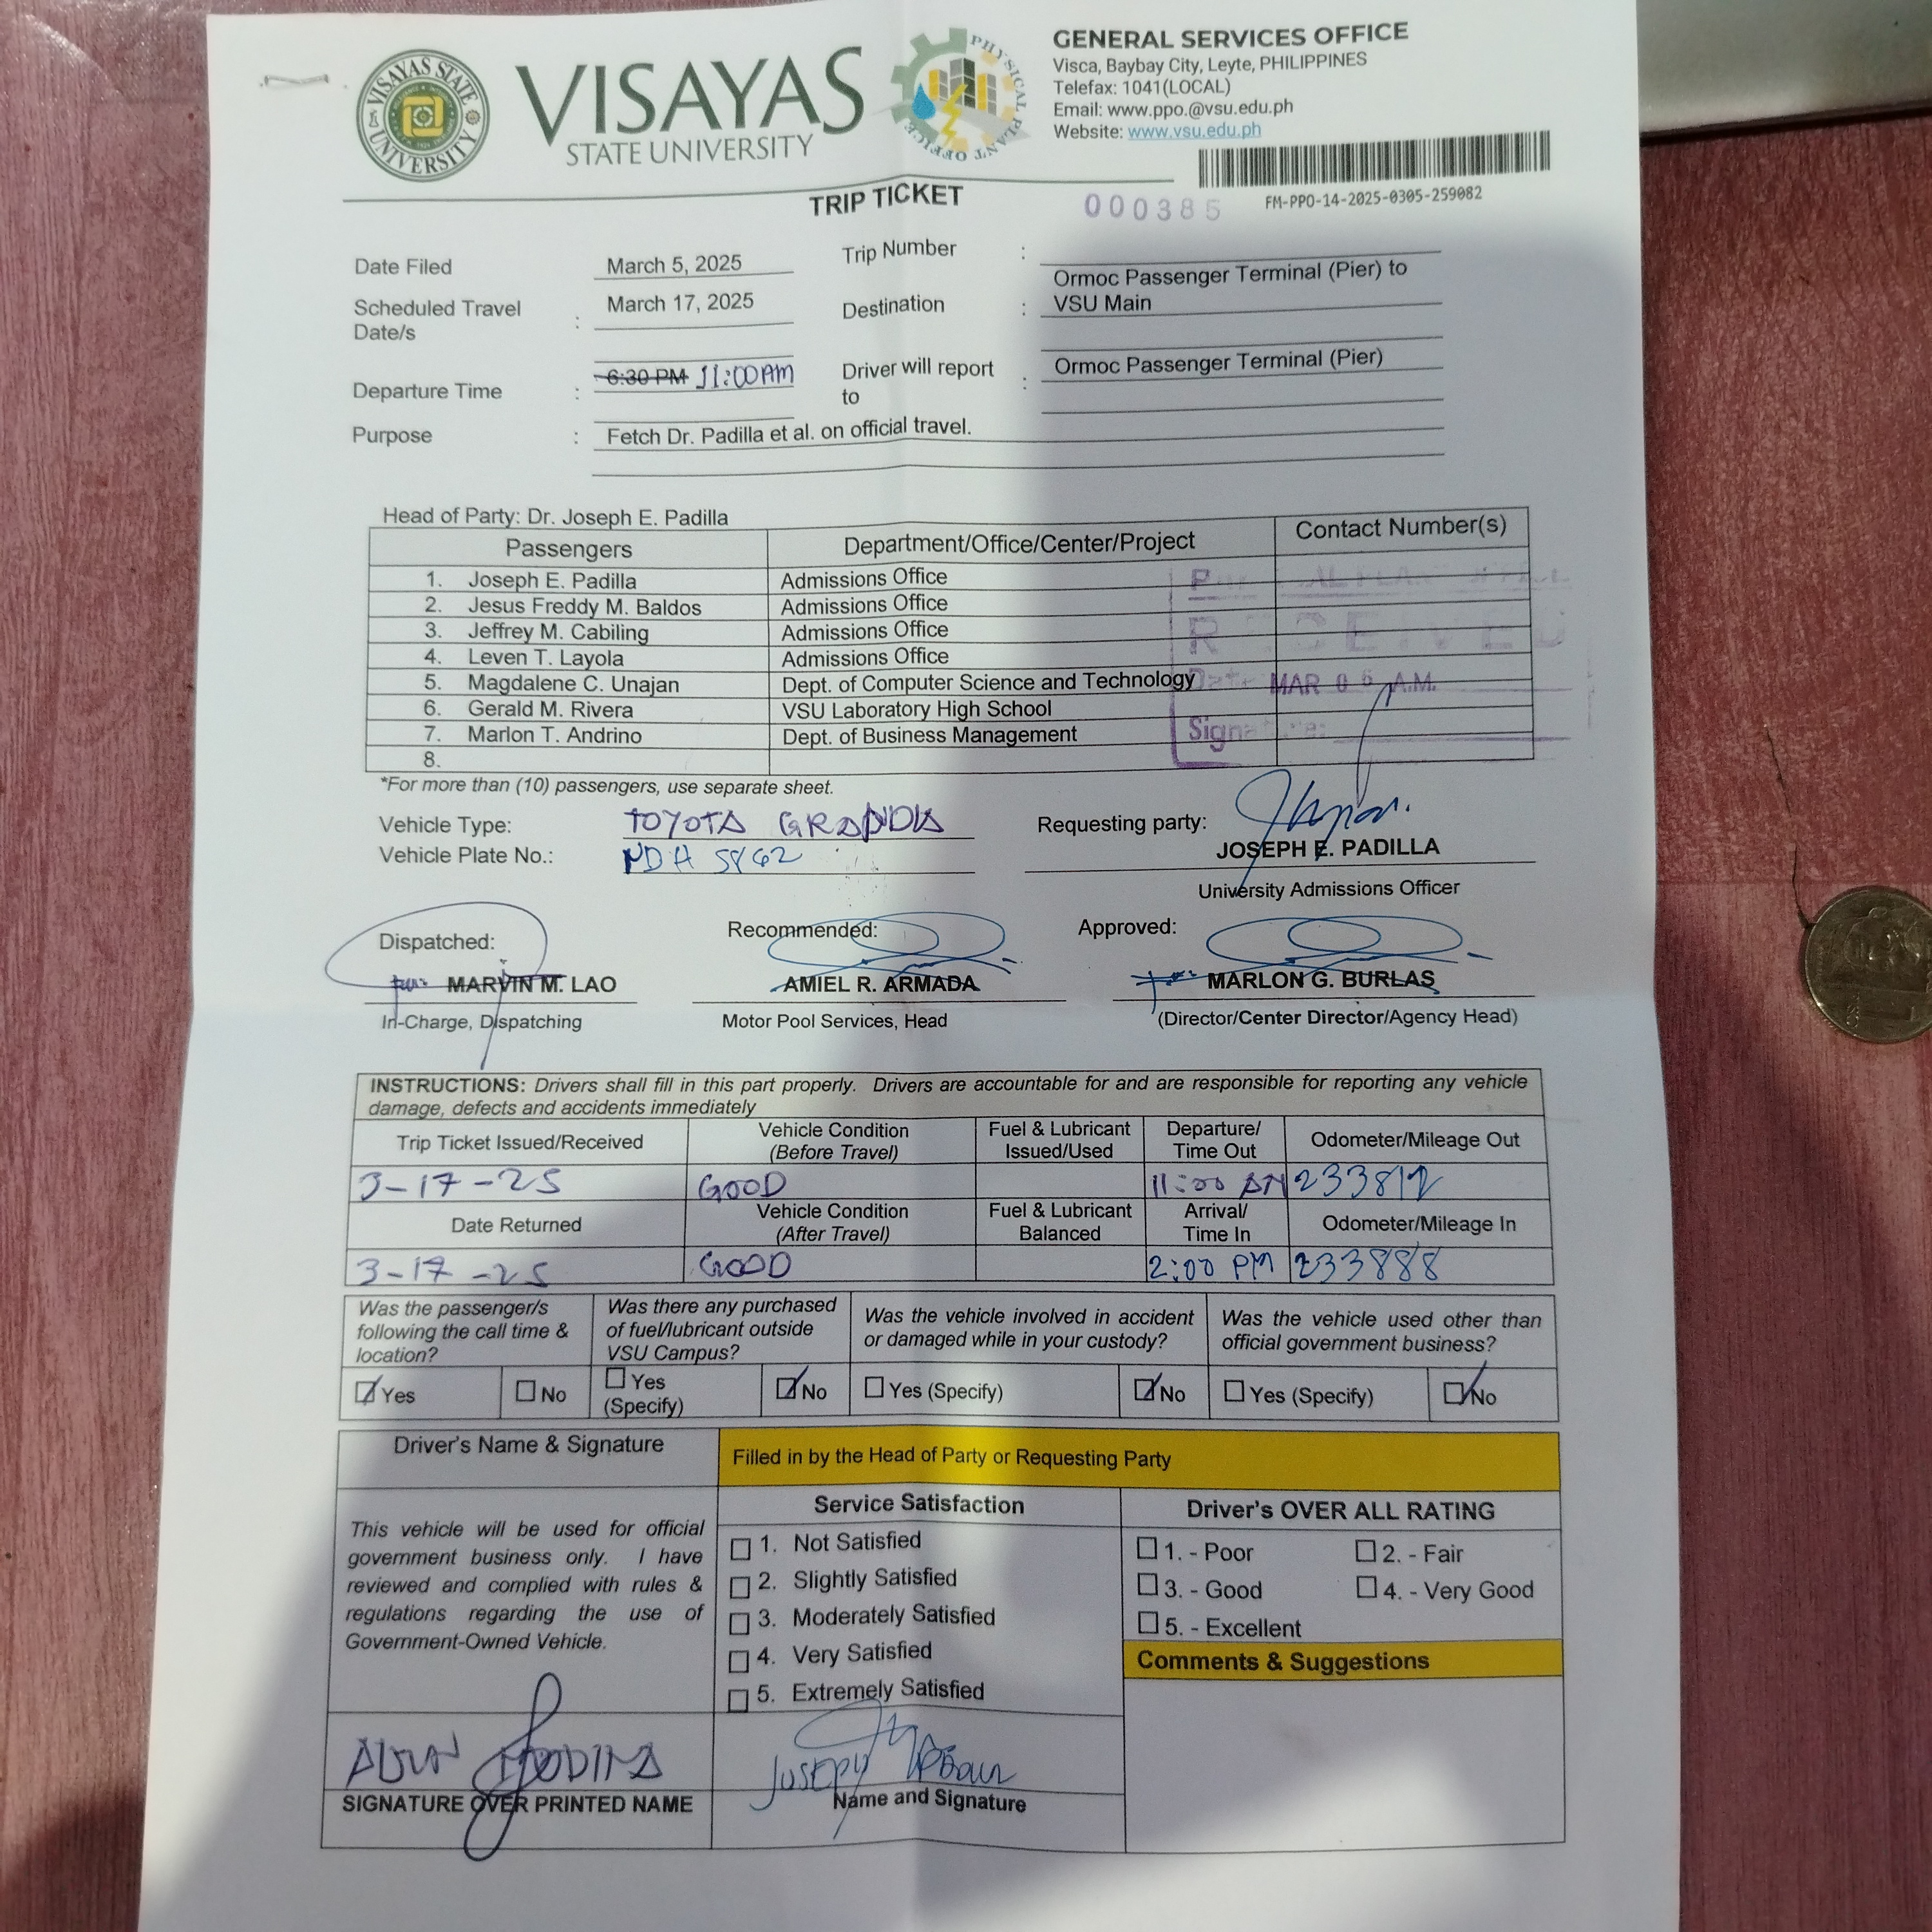 VISAYAS STATE UNIVERSITY
VISAYAS
STATE UNIVERSITY
PHYSICAL PLANT OFFICE
GENERAL SERVICES OFFICE
Visca, Baybay City, Leyte, PHILIPPINES
Telefax: 1041(LOCAL)
Email: www.ppo.@vsu.edu.ph
Website: www.vsu.edu.ph
TRIP TICKET
000385
FM-PPO-14-2025-0305-259082
Date Filed March 5, 2025 Trip Number :
Scheduled Travel Date/s : March 17, 2025 Destination : Ormoc Passenger Terminal (Pier) to VSU Main
Departure Time : 6:30 PM 11:00AM Driver will report to : Ormoc Passenger Terminal (Pier)
Purpose : Fetch Dr. Padilla et al. on official travel.
Head of Party: Dr. Joseph E. Padilla
Passengers Department/Office/Center/Project Contact Number(s)
1. Joseph E. Padilla Admissions Office
2. Jesus Freddy M. Baldos Admissions Office
3. Jeffrey M. Cabiling Admissions Office
4. Leven T. Layola Admissions Office
5. Magdalene C. Unajan Dept. of Computer Science and Technology
6. Gerald M. Rivera VSU Laboratory High School
7. Marlon T. Andrino Dept. of Business Management
8.
RECEIVED
MAR 06 A.M.
*For more than (10) passengers, use separate sheet.
Vehicle Type: TOYOTA GRANDIA
Vehicle Plate No.:
Requesting party:
JOSEPH E. PADILLA
University Admissions Officer
Dispatched: Recommended: Approved:
for: MARVIN M. LAO AMIEL R. ARMADA for: MARLON G. BURLAS
In-Charge, Dispatching Motor Pool Services, Head (Director/Center Director/Agency Head)
INSTRUCTIONS: Drivers shall fill in this part properly. Drivers are accountable for and are responsible for reporting any vehicle
damage, defects and accidents immediately
Trip Ticket Issued/Received Vehicle Condition (Before Travel) Fuel & Lubricant Issued/Used Departure/ Time Out Odometer/Mileage Out
3-17-25 GOOD 11:00 AM 233812
Date Returned Vehicle Condition (After Travel) Fuel & Lubricant Balanced Arrival/ Time In Odometer/Mileage In
3-17-25 GOOD 2:00 PM 233888
Was the passenger/s following the call time & location?
Was there any purchased of fuel/lubricant outside VSU Campus?
Was the vehicle involved in accident or damaged while in your custody?
Was the vehicle used other than official government business?
Yes No Yes (Specify) No Yes (Specify) No Yes (Specify) No
Driver's Name & Signature
Filled in by the Head of Party or Requesting Party
This vehicle will be used for official
government business only. I have
reviewed and complied with rules &
regulations regarding the use of
Government-Owned Vehicle.
Service Satisfaction
1. Not Satisfied
2. Slightly Satisfied
3. Moderately Satisfied
4. Very Satisfied
5. Extremely Satisfied
Driver's OVER ALL RATING
1. - Poor 2. - Fair
3. - Good 4. - Very Good
5. - Excellent
Comments & Suggestions
SIGNATURE OVER PRINTED NAME
JOSEPH
Name and Signature